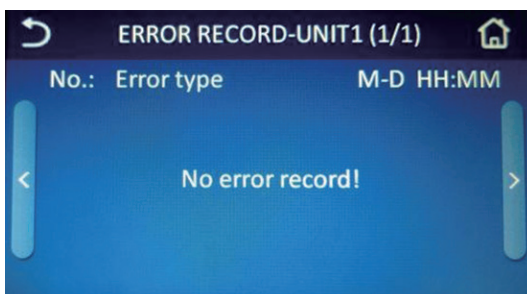 ERROR RECORD-UNIT1 (1/1)
No.: Error type M-D HH:MM
< No error record! >